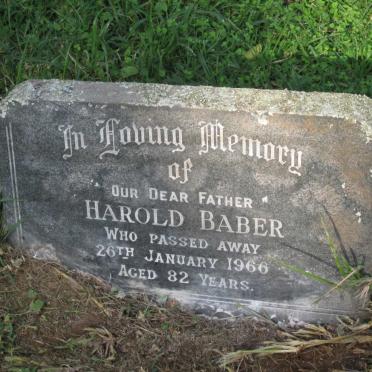 In Loving Memory
of
OUR DEAR FATHER
HAROLD BABER
WHO PASSED AWAY
26TH JANUARY 1966
AGED 82 YEARS.